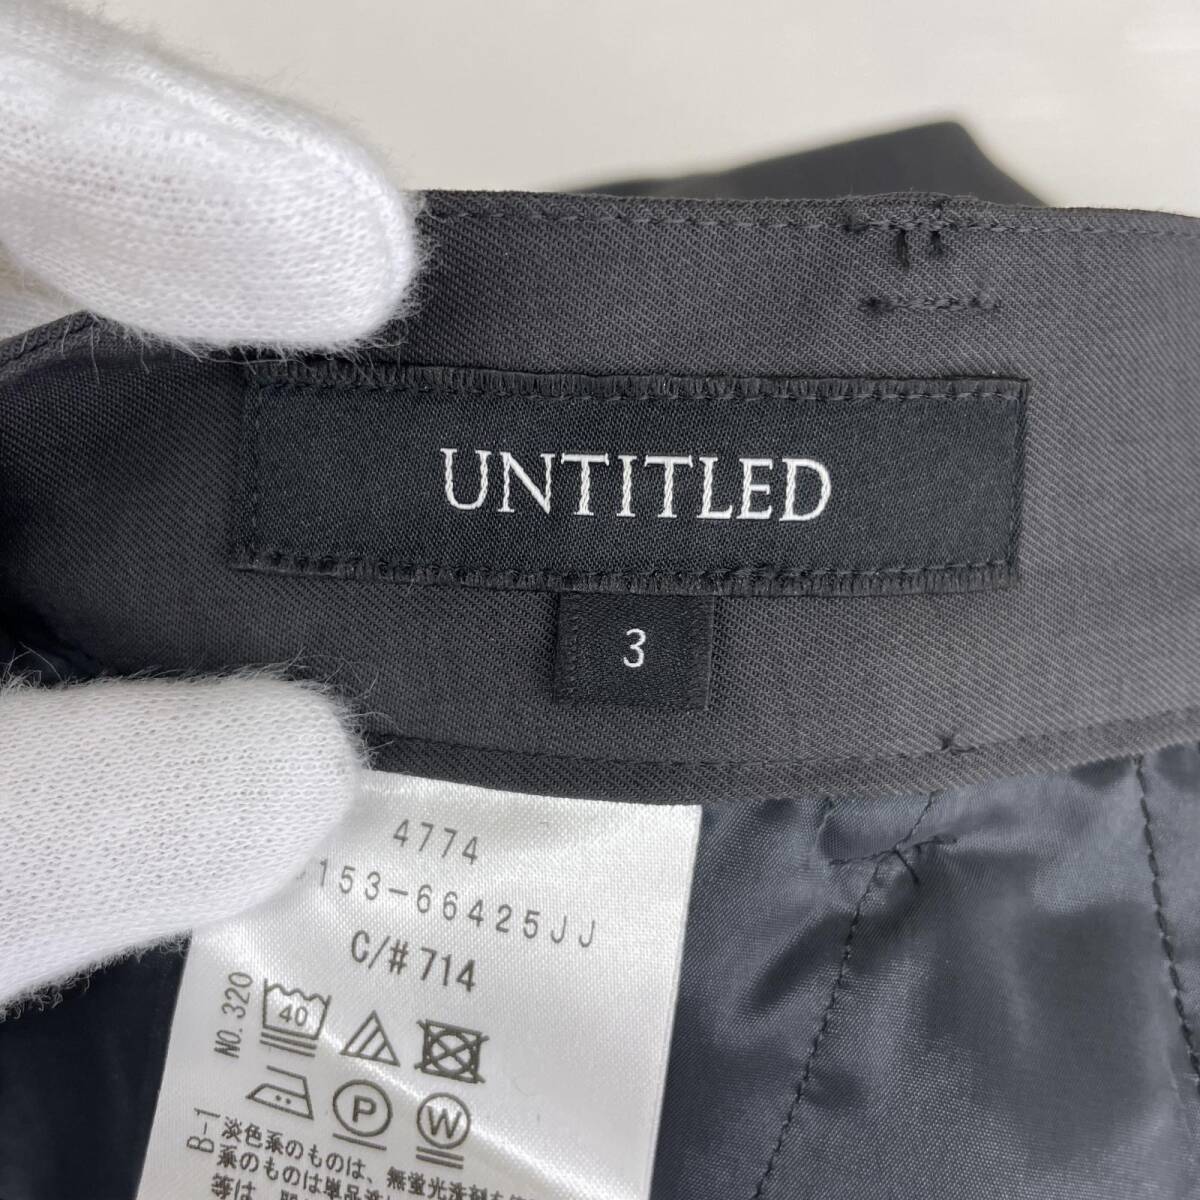 UNTITLED
3
4774
153-66425JJ
C/#714
NO.320
40
P
W
B-1
淡色系のものは、無蛍光洗剤を
系のものは単品洗
等は、